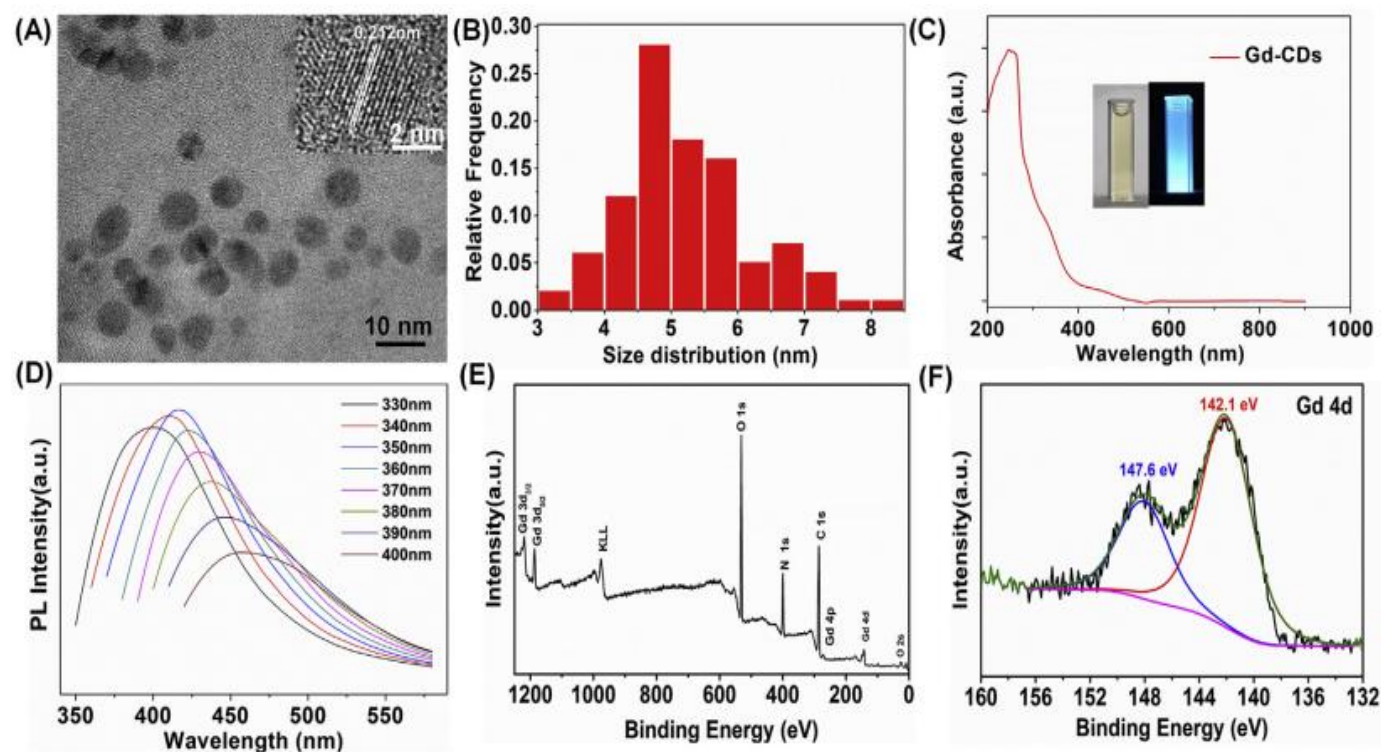 (A)
0.212nm
2 nm
10 nm
(B)
Relative Frequency
0.30
0.25
0.20
0.15
0.10
0.05
0.00
3 4 5 6 7 8
Size distribution (nm)
(C)
Absorbance (a.u.)
Gd-CDs
200 400 600 800 1000
Wavelength (nm)
(D)
PL Intensity(a.u.)
330nm
340nm
350nm
360nm
370nm
380nm
390nm
400nm
350 400 450 500 550
Wavelength (nm)
(E)
Intensity(a.u.)
Gd 3d3/2
Gd 3d5/2
KLL
O 1s
N 1s
C 1s
Gd 4p
Gd 4d
O 2s
1200 1000 800 600 400 200 0
Binding Energy (eV)
(F)
Intensity(a.u.)
147.6 eV
142.1 eV
Gd 4d
160 156 152 148 144 140 136 132
Binding Energy (eV)